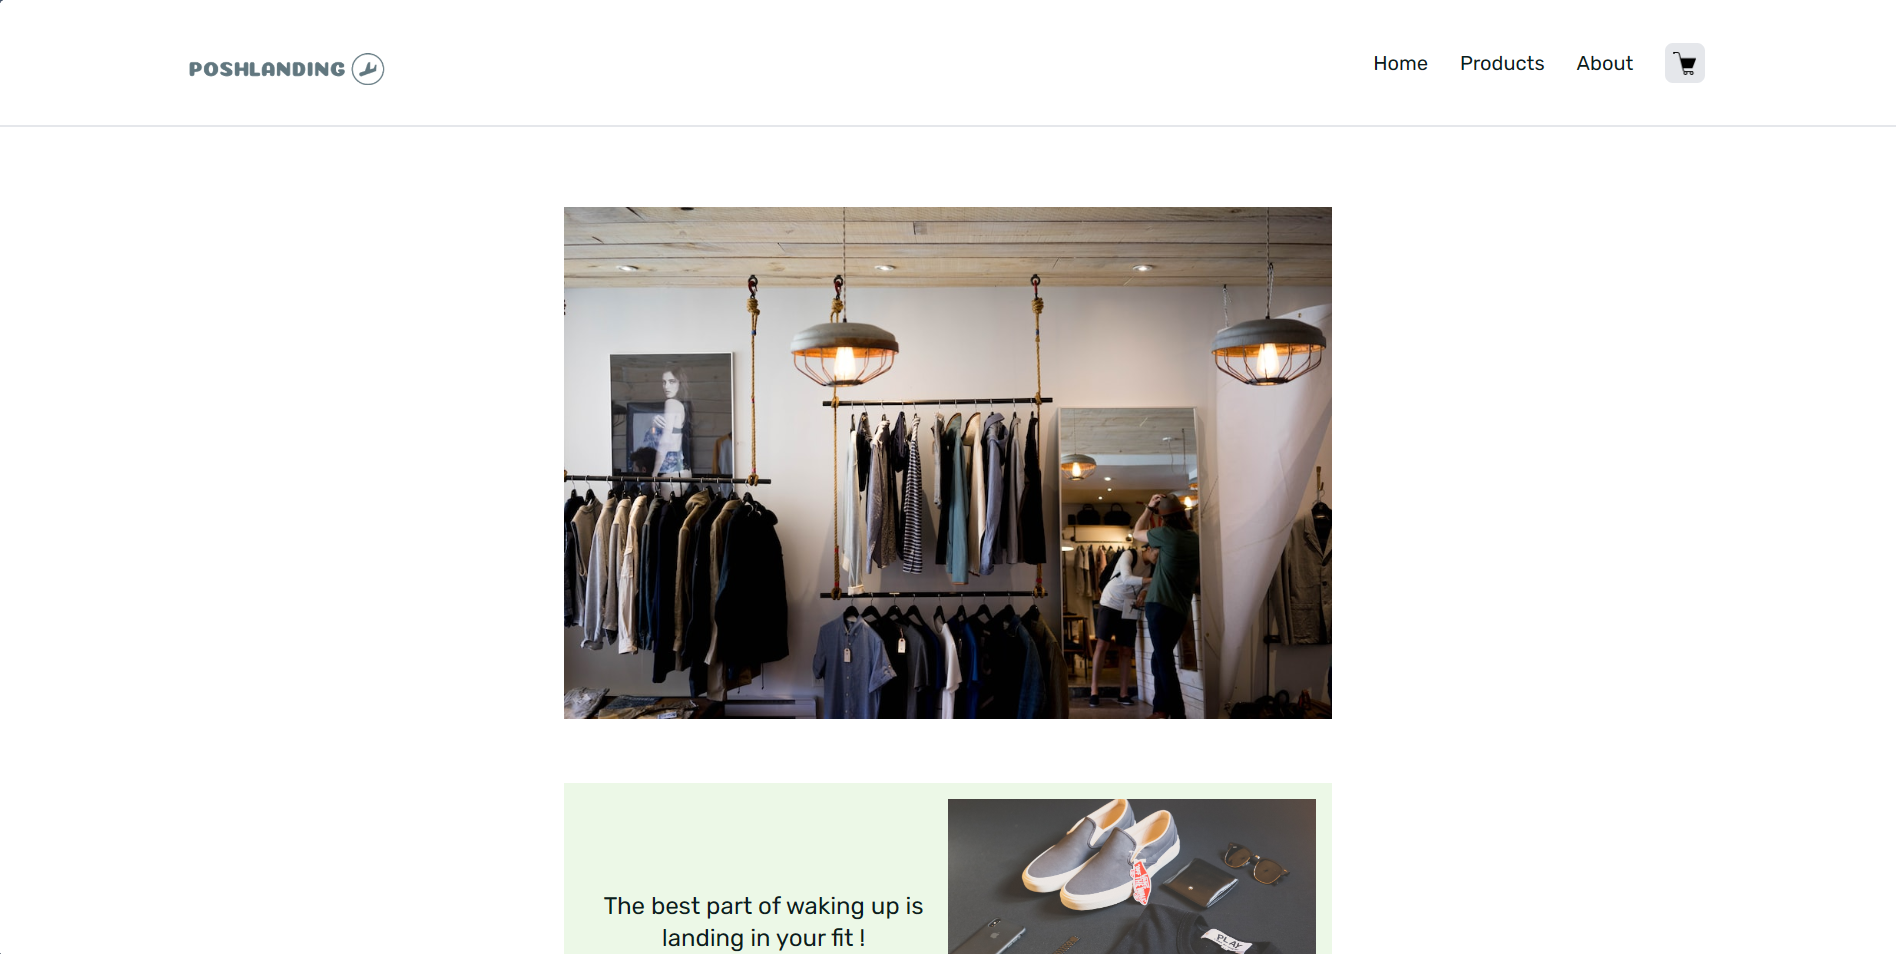 POSHLANDING
Home
Products
About
The best part of waking up is
landing in your fit !
PLAY